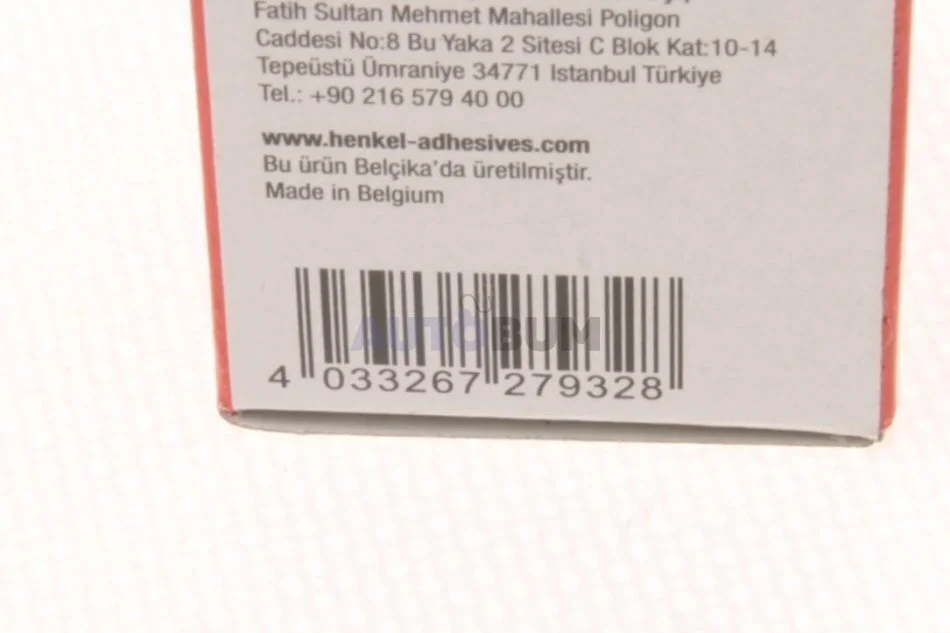 Fatih Sultan Mehmet Mahallesi Poligon
Caddesi No:8 Bu Yaka 2 Sitesi C Blok Kat:10-14
Tepeüstü Ümraniye 34771 Istanbul Türkiye
Tel.: +90 216 579 40 00
www.henkel-adhesives.com
Bu ürün Belçika'da üretilmiştir.
Made in Belgium
AUTOBUM
4 033267 279328